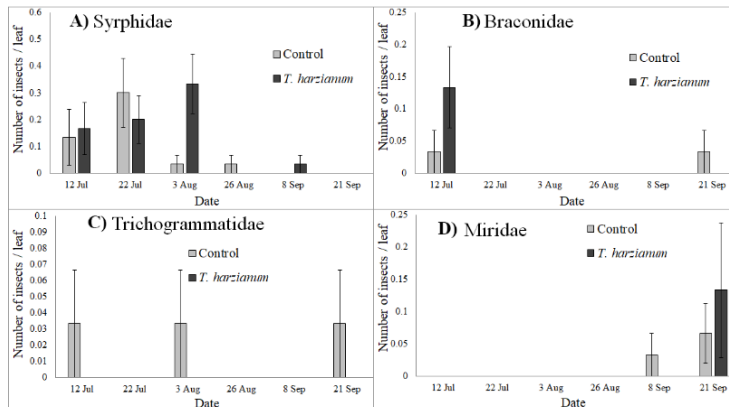 A) Syrphidae
Number of insects / leaf
0.6
0.5
0.4
0.3
0.2
0.1
0
Control
T. harzianum
12 Jul 22 Jul 3 Aug 26 Aug 8 Sep 21 Sep
Date
B) Braconidae
Number of insects / leaf
0.25
0.2
0.15
0.1
0.05
0
Control
T. harzianum
12 Jul 22 Jul 3 Aug 26 Aug 8 Sep 21 Sep
Date
C) Trichogrammatidae
Number of insects / leaf
0.1
0.09
0.08
0.07
0.06
0.05
0.04
0.03
0.02
0.01
0
Control
T. harzianum
12 Jul 22 Jul 3 Aug 26 Aug 8 Sep 21 Sep
Date
D) Miridae
Number of insects / leaf
0.25
0.2
0.15
0.1
0.05
0
Control
T. harzianum
12 Jul 22 Jul 3 Aug 26 Aug 8 Sep 21 Sep
Date